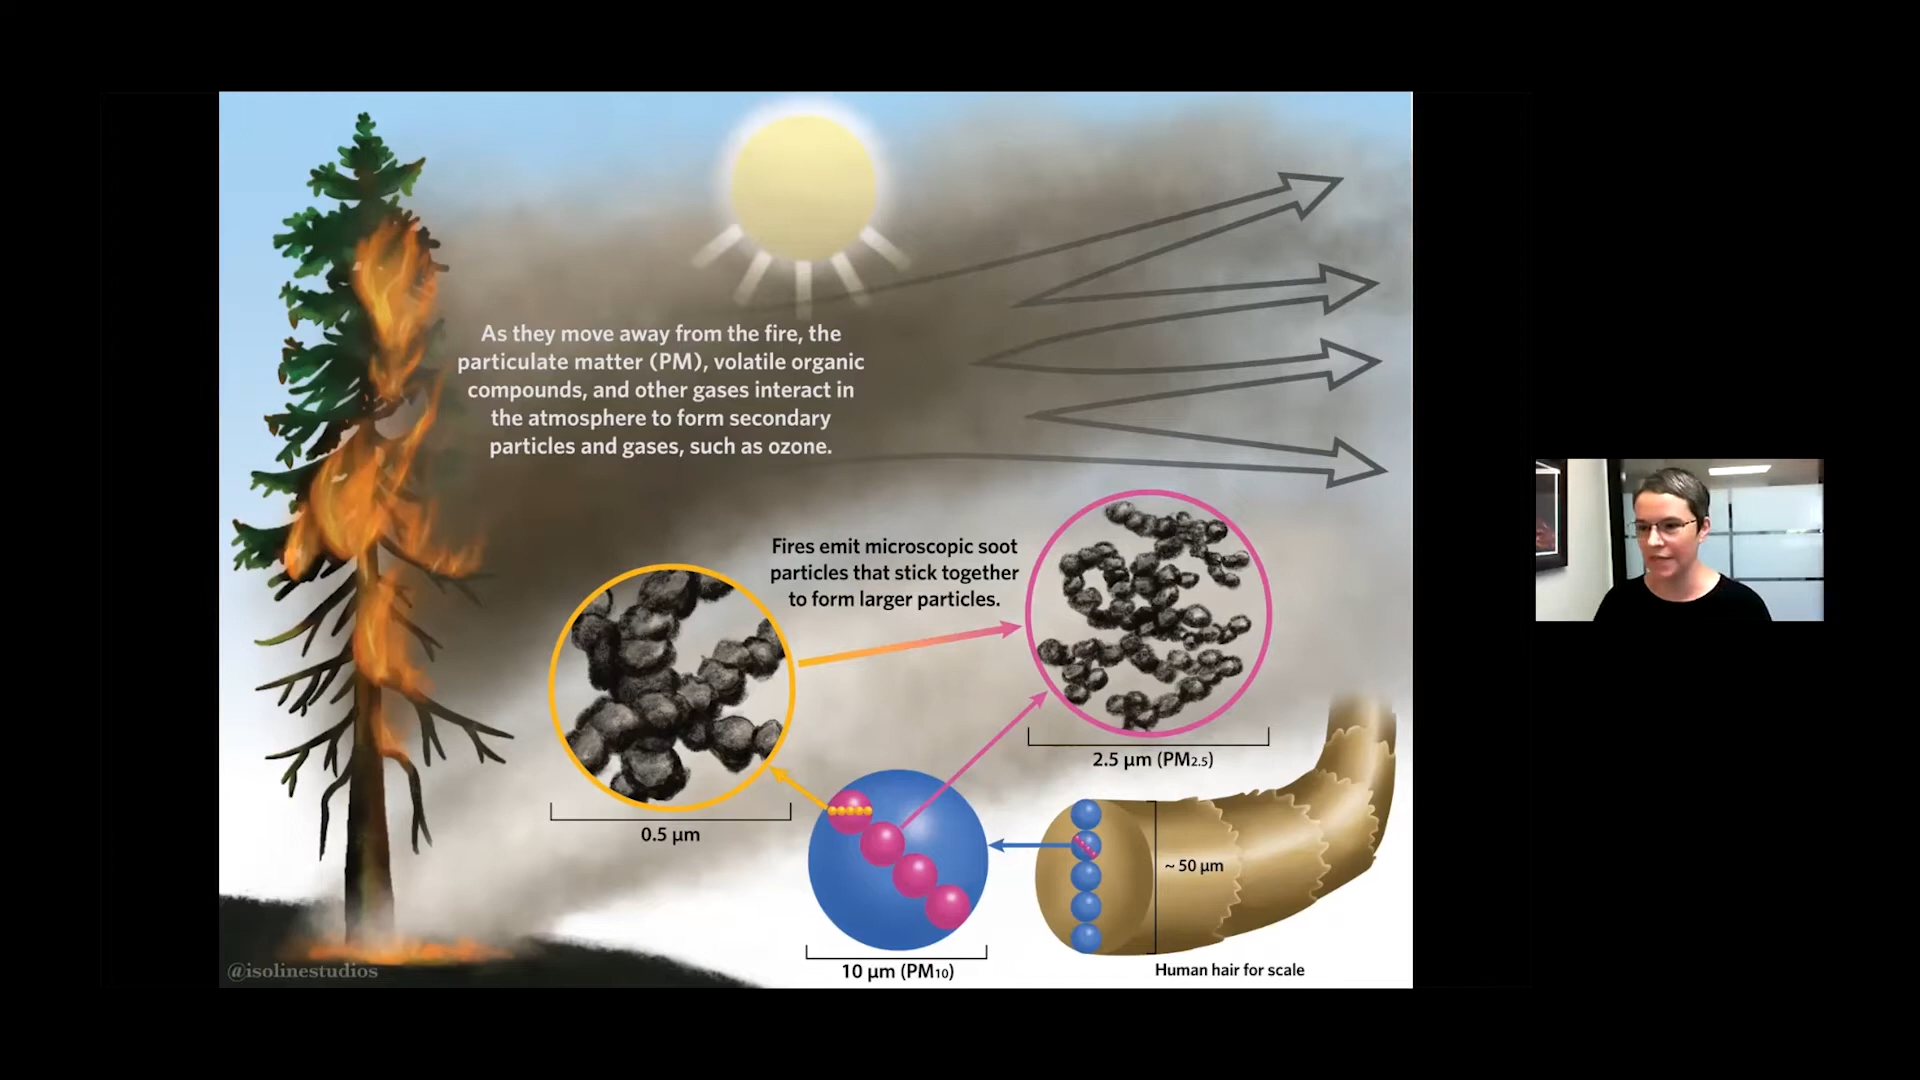 As they move away from the fire, the
particulate matter (PM), volatile organic
compounds, and other gases interact in
the atmosphere to form secondary
particles and gases, such as ozone.
Fires emit microscopic soot
particles that stick together
to form larger particles.
2.5 µm (PM2.5)
0.5 µm
~ 50 µm
10 µm (PM10)
Human hair for scale
@isolinestudios